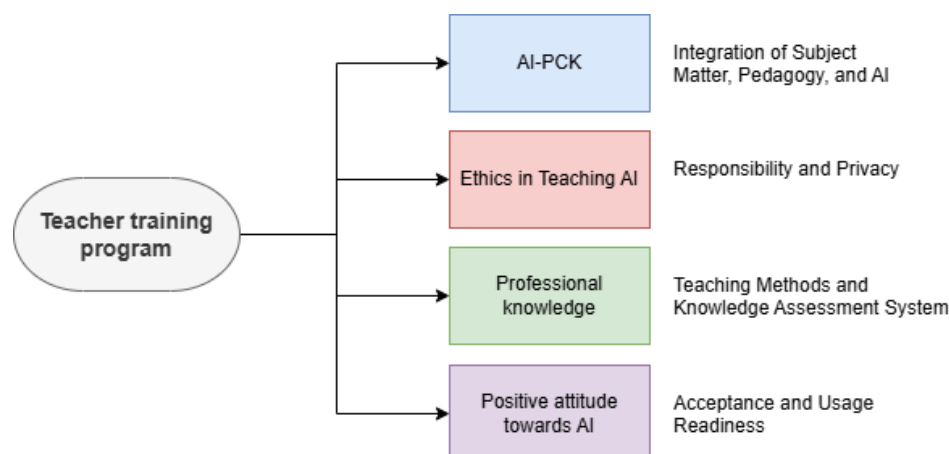 Teacher training
program
AI-PCK
Integration of Subject
Matter, Pedagogy, and AI
Ethics in Teaching AI
Responsibility and Privacy
Professional
knowledge
Teaching Methods and
Knowledge Assessment System
Positive attitude
towards AI
Acceptance and Usage
Readiness